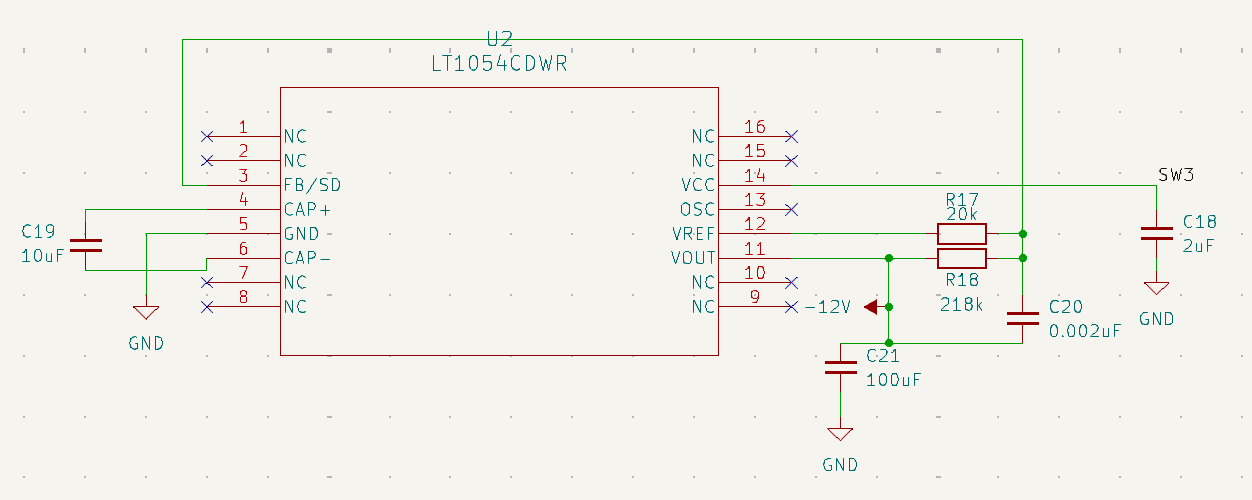 U2
LT1054CDWR
1 NC
2 NC
3 FB/SD
4 CAP+
5 GND
6 CAP-
7 NC
8 NC
NC 16
NC 15
VCC 14
OSC 13
VREF 12
VOUT 11
NC 10
NC 9
C19
10uF
GND
SW3
R17
20k
R18
218k
C18
2uF
GND
-12V
C20
0.002uF
C21
100uF
GND